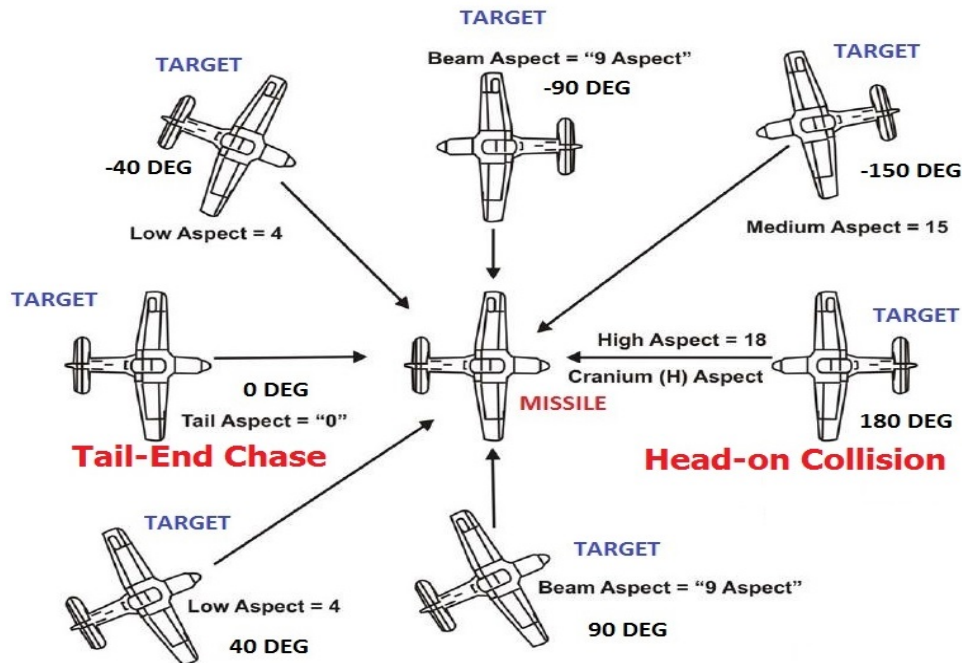 TARGET
Beam Aspect = “9 Aspect”
-90 DEG
TARGET
-40 DEG
Low Aspect = 4
TARGET
-150 DEG
Medium Aspect = 15
TARGET
0 DEG
Tail Aspect = “0”
Tail-End Chase
MISSILE
High Aspect = 18
Cranium (H) Aspect
TARGET
180 DEG
Head-on Collision
TARGET
Low Aspect = 4
40 DEG
TARGET
Beam Aspect = “9 Aspect”
90 DEG